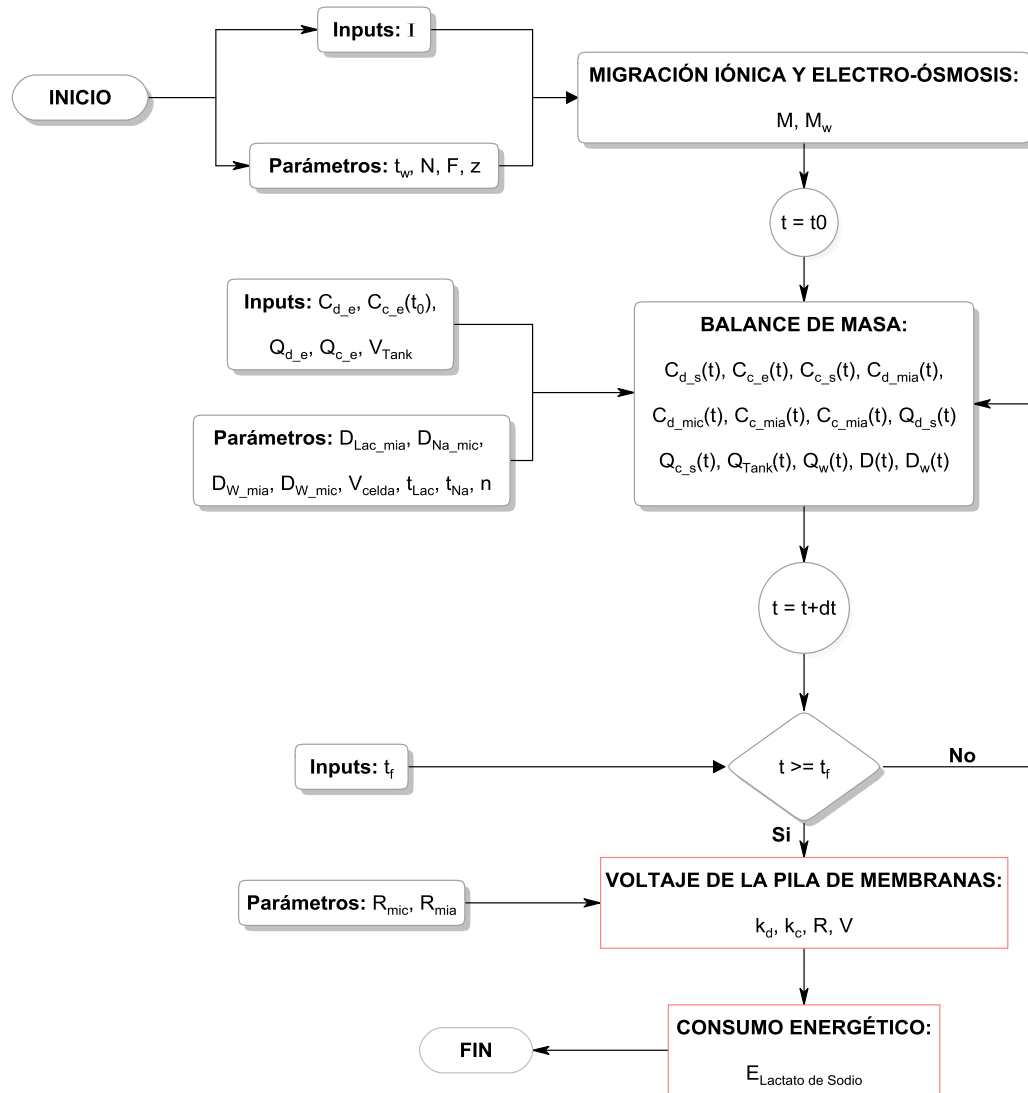 Inputs: I
INICIO
MIGRACIÓN IÓNICA Y ELECTRO-ÓSMOSIS:
M, M_w
Parámetros: t_w, N, F, z
t = t0
Inputs: C_d_e, C_c_e(t_0),
Q_d_e, Q_c_e, V_Tank
BALANCE DE MASA:
C_d_s(t), C_c_e(t), C_c_s(t), C_d_mia(t),
C_d_mic(t), C_c_mia(t), C_c_mia(t), Q_d_s(t)
Q_c_s(t), Q_Tank(t), Q_w(t), D(t), D_w(t)
Parámetros: D_Lac_mia, D_Na_mic,
D_W_mia, D_W_mic, V_celda, t_Lac, t_Na, n
t = t+dt
Inputs: t_f
t >= t_f
No
Si
VOLTAJE DE LA PILA DE MEMBRANAS:
k_d, k_c, R, V
Parámetros: R_mic, R_mia
CONSUMO ENERGÉTICO:
E_Lactato de Sodio
FIN